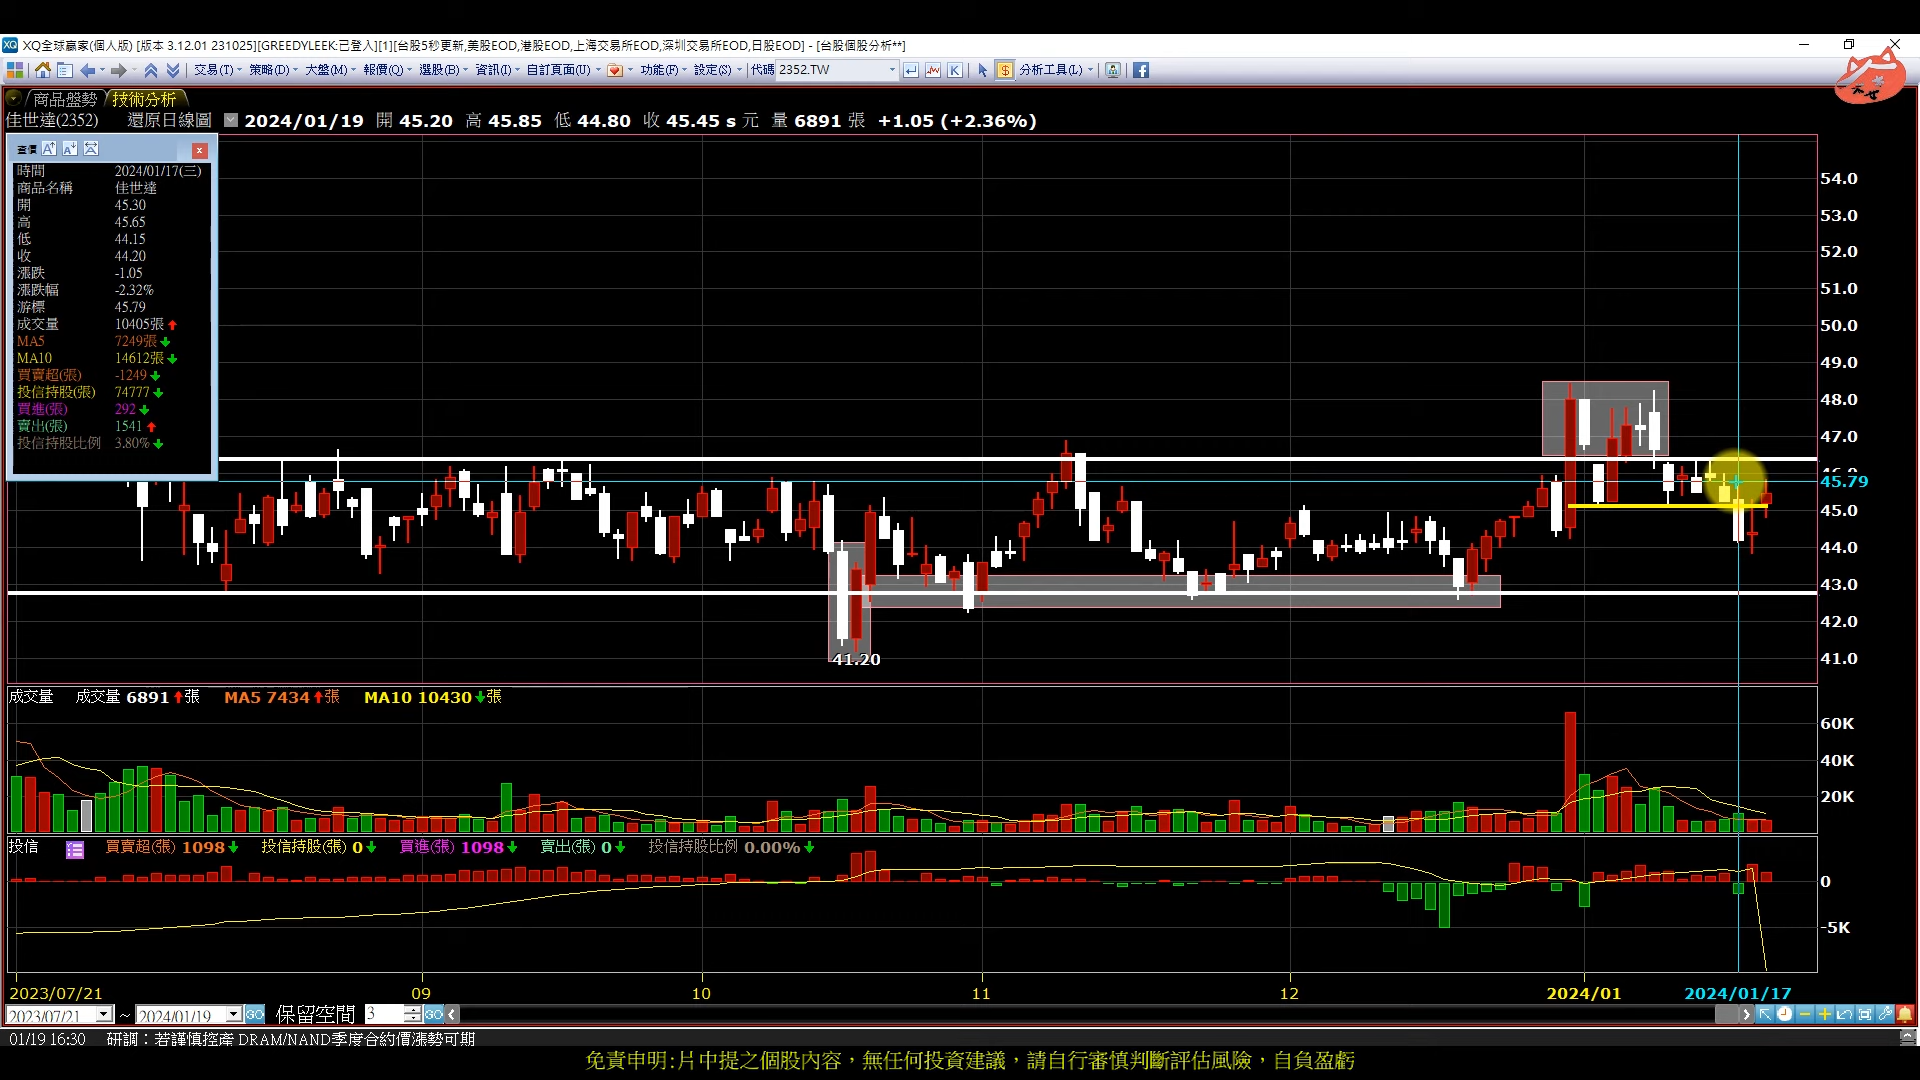 XQ全球贏家(個人版) [版本 3.12.01 231025][GREEDYLEEK:已登入][1][台股5秒更新,美股EOD,港股EOD,上海交易所EOD,深圳交易所EOD,日股EOD] - [台股個股分析**]
交易(T) 策略(D) 大盤(M) 報價(Q) 選股(B) 資訊(I) 自訂頁面(U) 功能(F) 設定(S) 代碼 2352.TW K $ 分析工具(L)
商品盤勢 技術分析
佳世達(2352) 還原日線圖 2024/01/19 開 45.20 高 45.85 低 44.80 收 45.45 s 元 量 6891 張 +1.05 (+2.36%)
查價
時間 2024/01/17(三)
商品名稱 佳世達
開 45.30
高 45.65
低 44.15
收 44.20
漲跌 -1.05
漲跌幅 -2.32%
游標 45.79
成交量 10405張
MA5 7249張
MA10 14612張
買賣超(張) -1249
投信持股(張) 74777
買進(張) 292
賣出(張) 1541
投信持股比例 3.80%
54.0
53.0
52.0
51.0
50.0
49.0
48.0
47.0
45.79
45.0
44.0
43.0
42.0
41.0
41.20
成交量 成交量 6891 張 MA5 7434 張 MA10 10430 張
60K
40K
20K
投信 買賣超(張) 1098 投信持股(張) 0 買進(張) 1098 賣出(張) 0 投信持股比例 0.00%
0
-5K
2023/07/21 09 10 11 12 2024/01 2024/01/17
2023/07/21 ~ 2024/01/19 GO 保留空間 3 GO
01/19 16:30 研調：若謹慎控產 DRAM/NAND季度合約價漲勢可期
免責申明:片中提之個股內容，無任何投資建議，請自行審慎判斷評估風險，自負盈虧